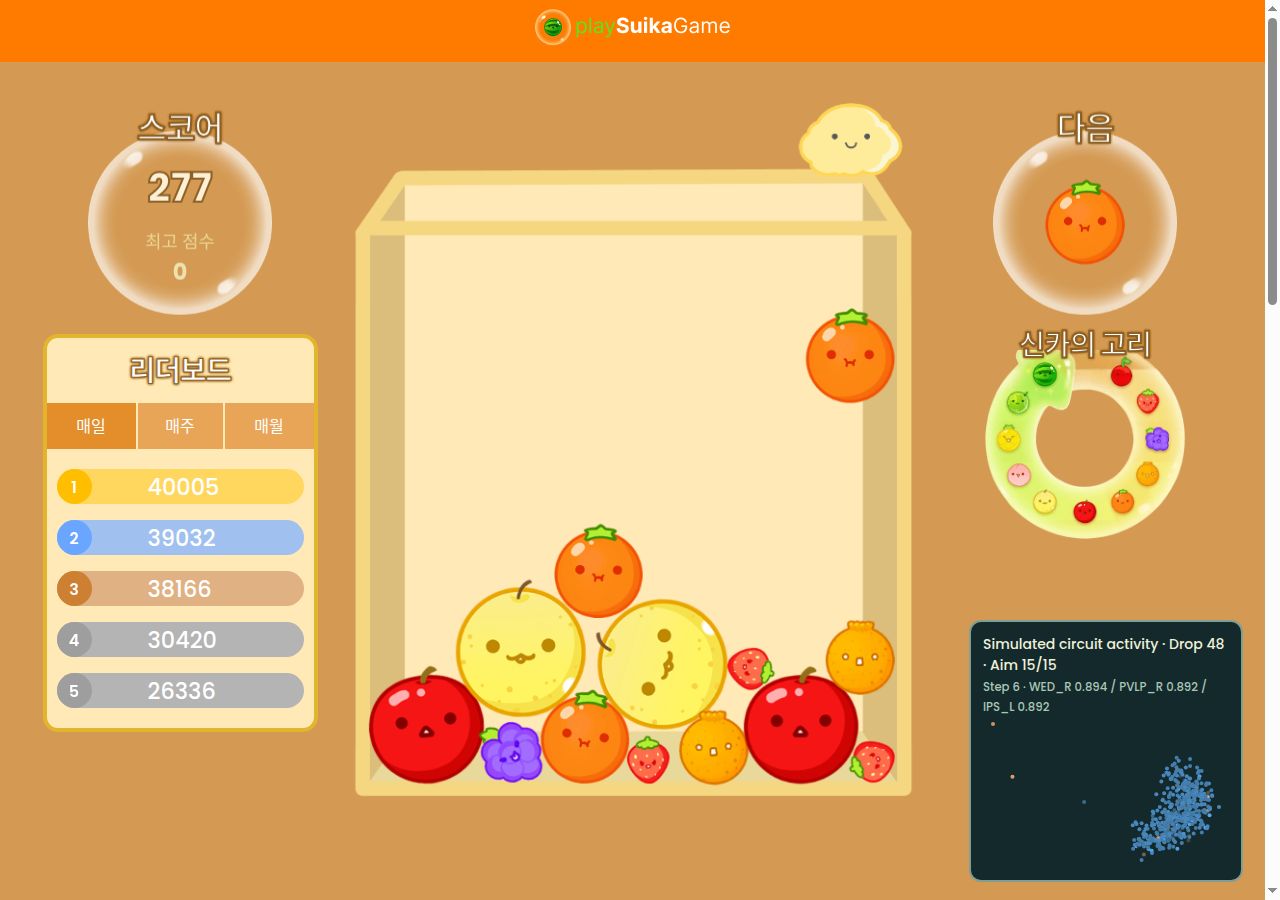 playSuikaGame
스코어
277
최고 점수
0
다음
신카의 고리
리더보드
매일 매주 매월
1 40005
2 39032
3 38166
4 30420
5 26336
Simulated circuit activity · Drop 48
· Aim 15/15
Step 6 · WED_R 0.894 / PVLP_R 0.892 /
IPS_L 0.892